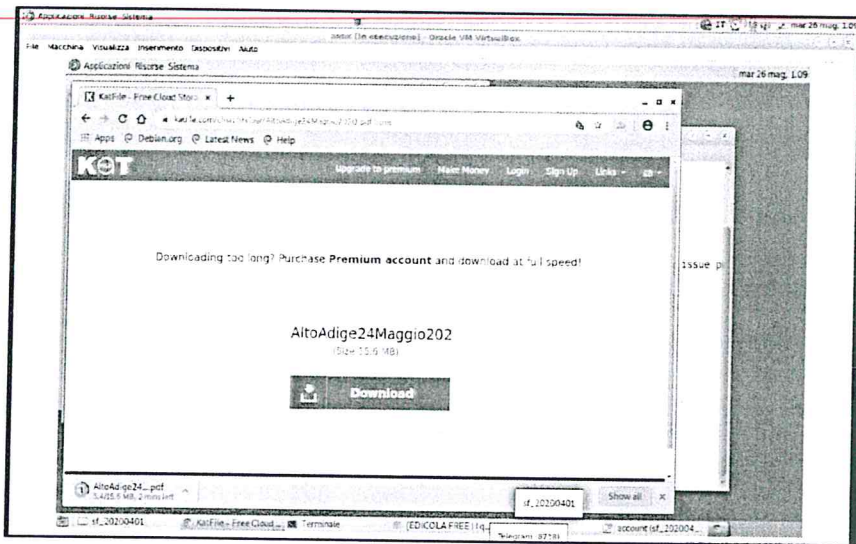 Applicazioni Risorse Sistema
IT mar 26 mag, 1.09
[in esecuzione] - Oracle VM VirtualBox
File Macchina Visualizza Inserimento Dispositivi Aiuto
Applicazioni Risorse Sistema
mar 26 mag, 1.09
KatFile - Free Cloud Stora × +
Apps Debian.org Latest News Help
KOT
Upgrade to premium Make Money Login Sign Up Links
Downloading too long? Purchase Premium account and download at full speed!
issue p
AltoAdige24Maggio202
(Size 15.6 MB)
Download
AltoAdige24....pdf
/15.6 MB, 2 mins left
sf_20200401
Show all ×
sf_20200401
KatFile - Free Cloud ...
Terminale
[EDICOLA FREE
Telegram
account (sf_202004...